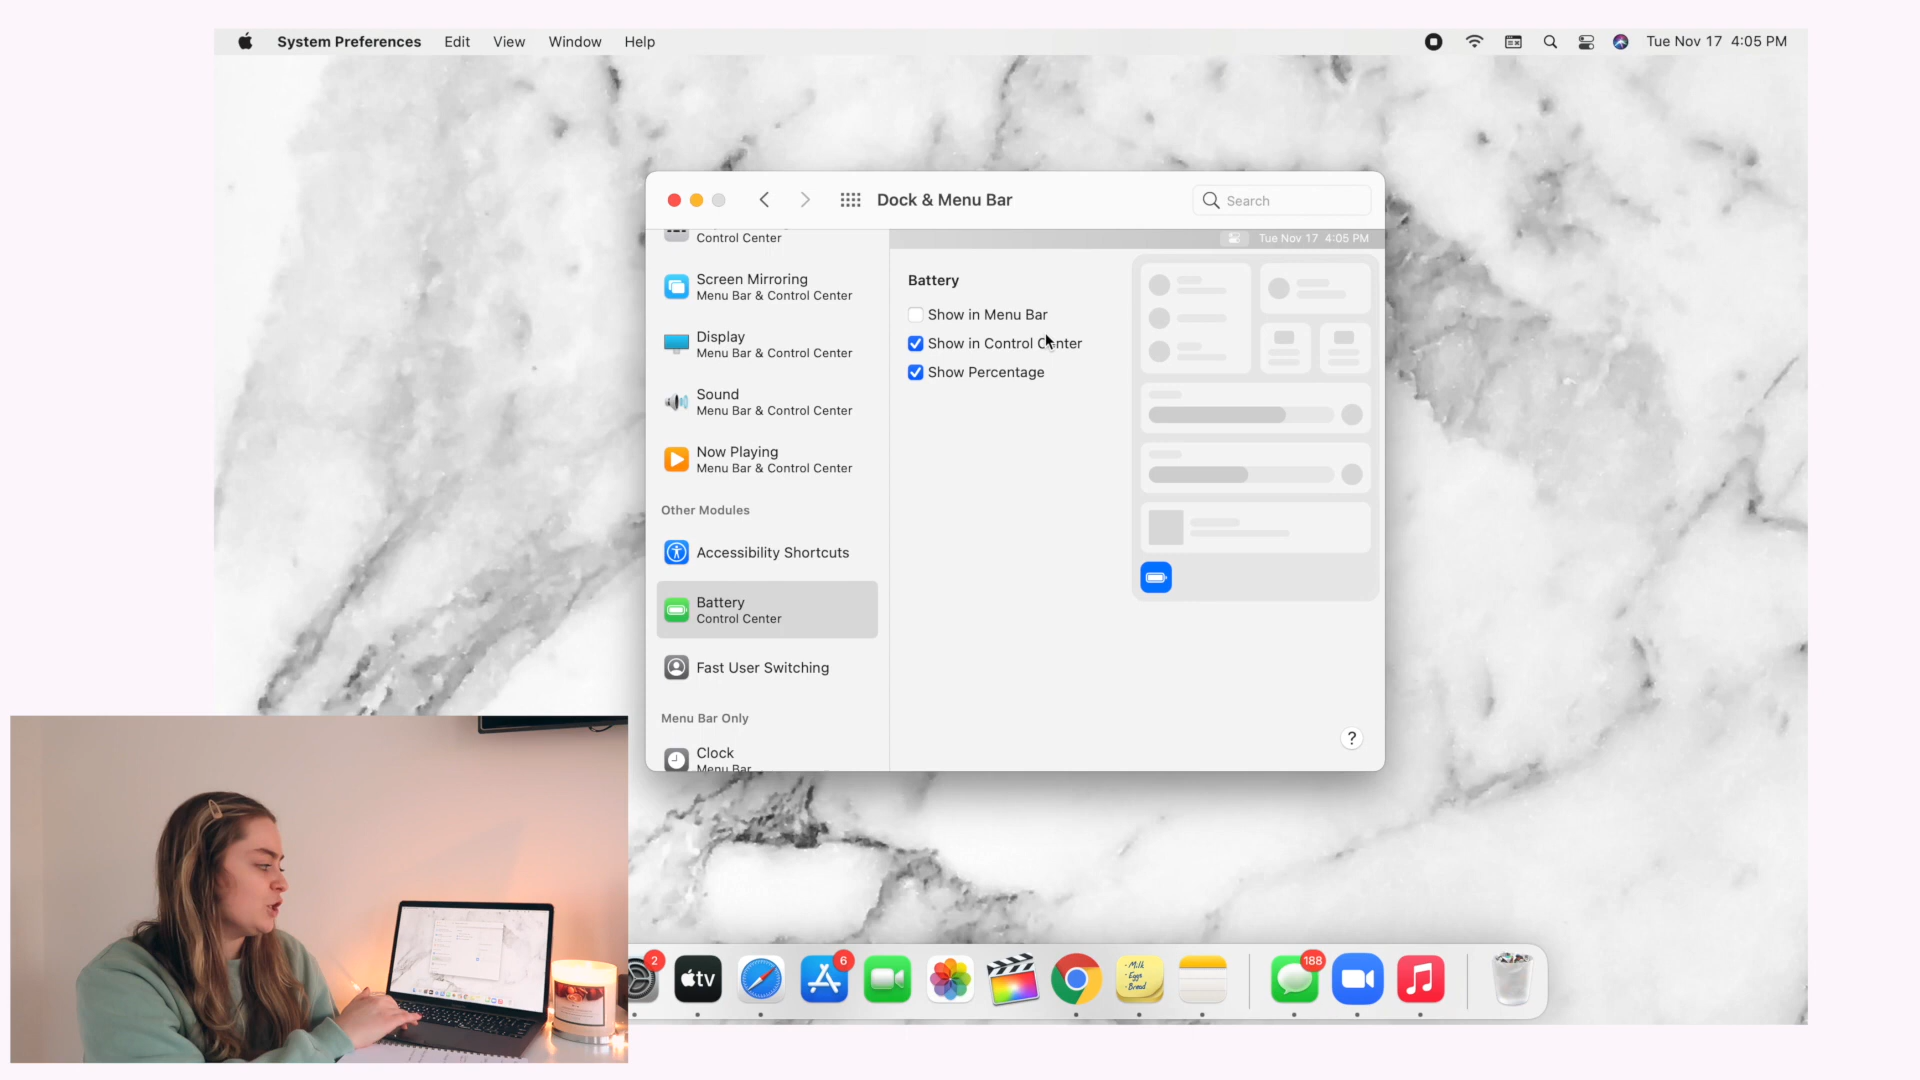 System Preferences Edit View Window Help
Tue Nov 17 4:05 PM
Dock & Menu Bar
Search
Control Center
Tue Nov 17 4:05 PM
Screen Mirroring
Menu Bar & Control Center
Display
Menu Bar & Control Center
Sound
Menu Bar & Control Center
Now Playing
Menu Bar & Control Center
Other Modules
Accessibility Shortcuts
Battery
Control Center
Fast User Switching
Menu Bar Only
Clock
Menu Bar
Battery
Show in Menu Bar
Show in Control Center
Show Percentage
?
2
tv
6
- Milk
- Eggs
- Bread
188